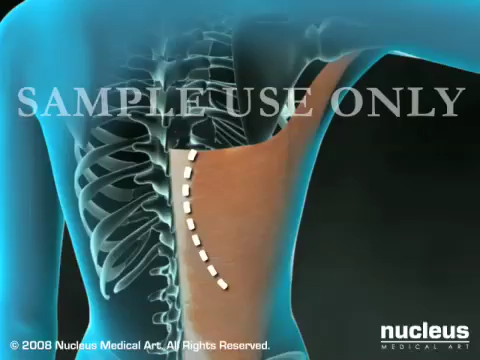 SAMPLE USE ONLY
nucleus
MEDICAL ART
© 2008 Nucleus Medical Art. All Rights Reserved.